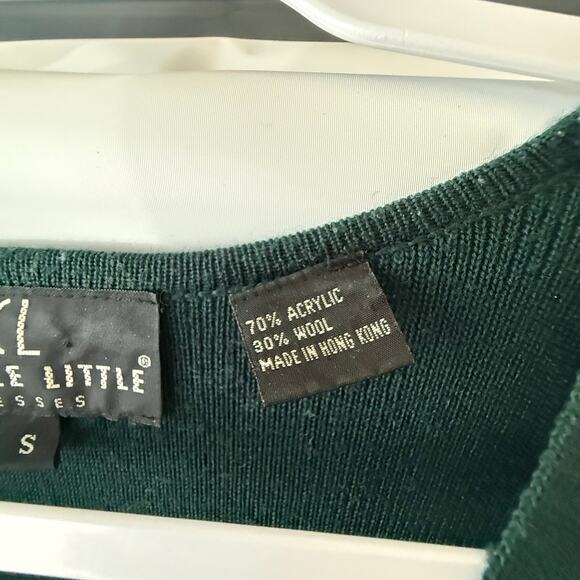 KL
LE LITTLE®
ESSES
S
70% ACRYLIC
30% WOOL
MADE IN HONG KONG